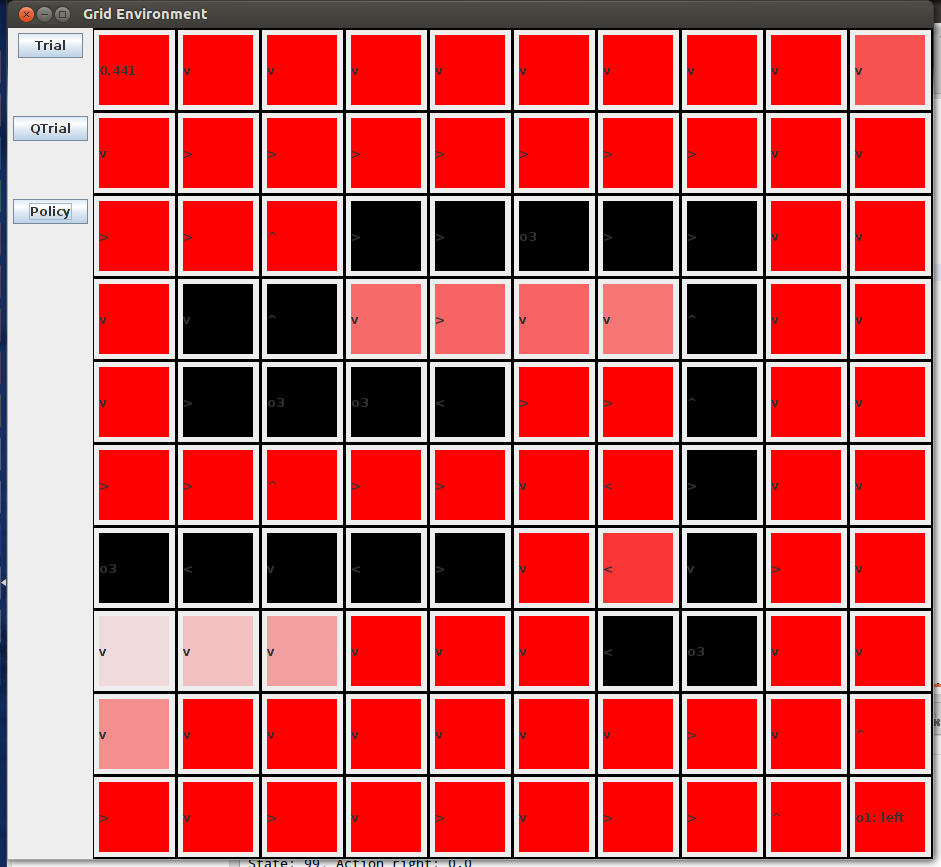 Grid Environment
Trial
0.441 v v v v v v v v v
QTrial
v > > > > > > > v v
Policy
> > ^ > > o3 > > v v
v v ^ v > v v ^ v v
v > o3 o3 < > > ^ v v
> > ^ > > v < > v v
o3 < v < > v < v > v
v v v v v v < o3 v v
v v v v v v v > v ^
> v > v > v > > ^ o1: left
State: 99, Action right: 0.0